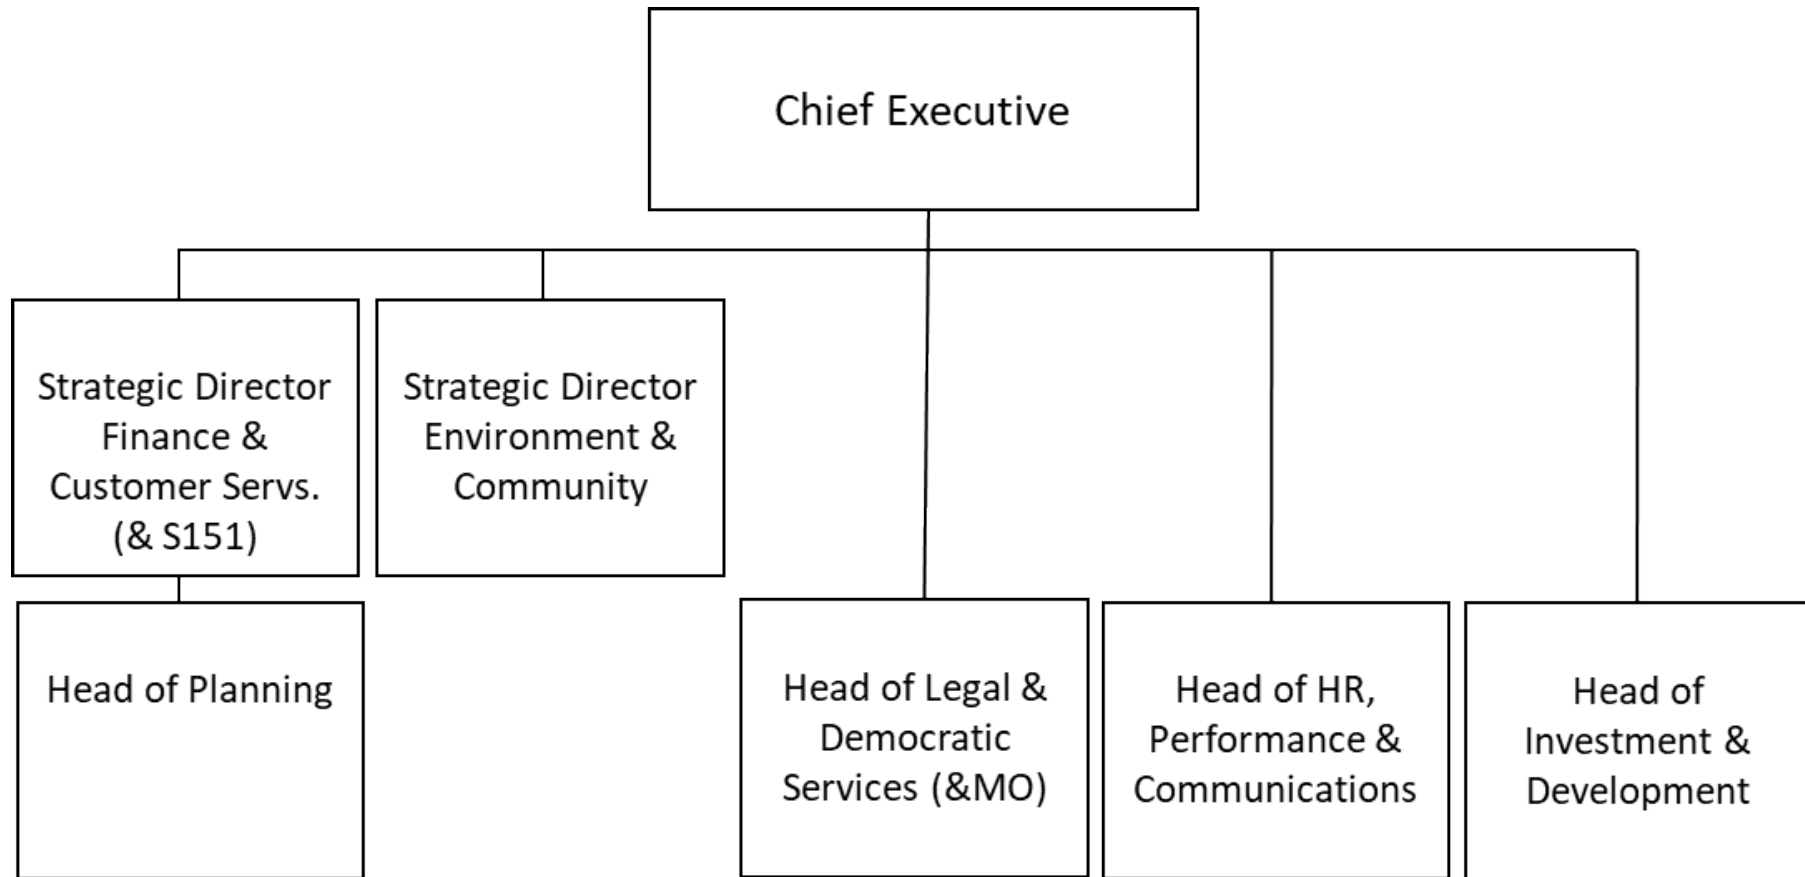 Chief Executive
Strategic Director
Finance &
Customer Servs.
(& S151)
Strategic Director
Environment &
Community
Head of Planning
Head of Legal &
Democratic
Services (&MO)
Head of HR,
Performance &
Communications
Head of
Investment &
Development